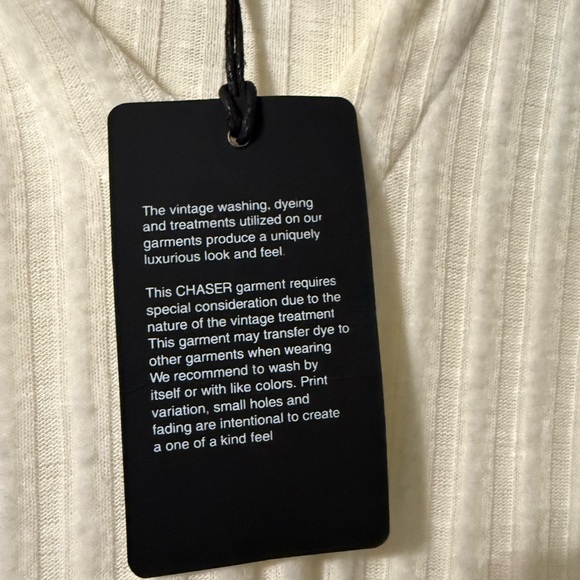 The vintage washing, dyeing
and treatments utilized on our
garments produce a uniquely
luxurious look and feel.
This CHASER garment requires
special consideration due to the
nature of the vintage treatment
This garment may transfer dye to
other garments when wearing
We recommend to wash by
itself or with like colors. Print
variation, small holes and
fading are intentional to create
a one of a kind feel